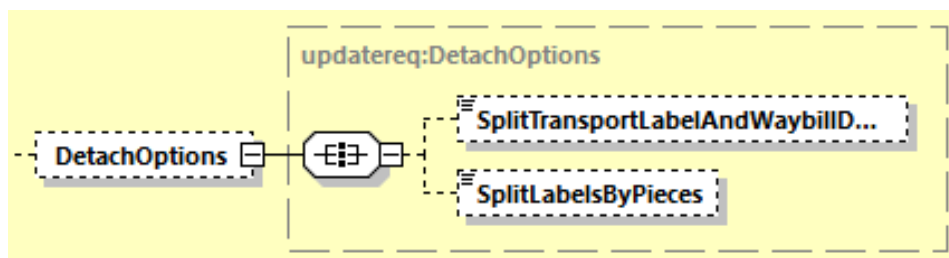 updatereq:DetachOptions
SplitTransportLabelAndWaybillD...
DetachOptions
SplitLabelsByPieces